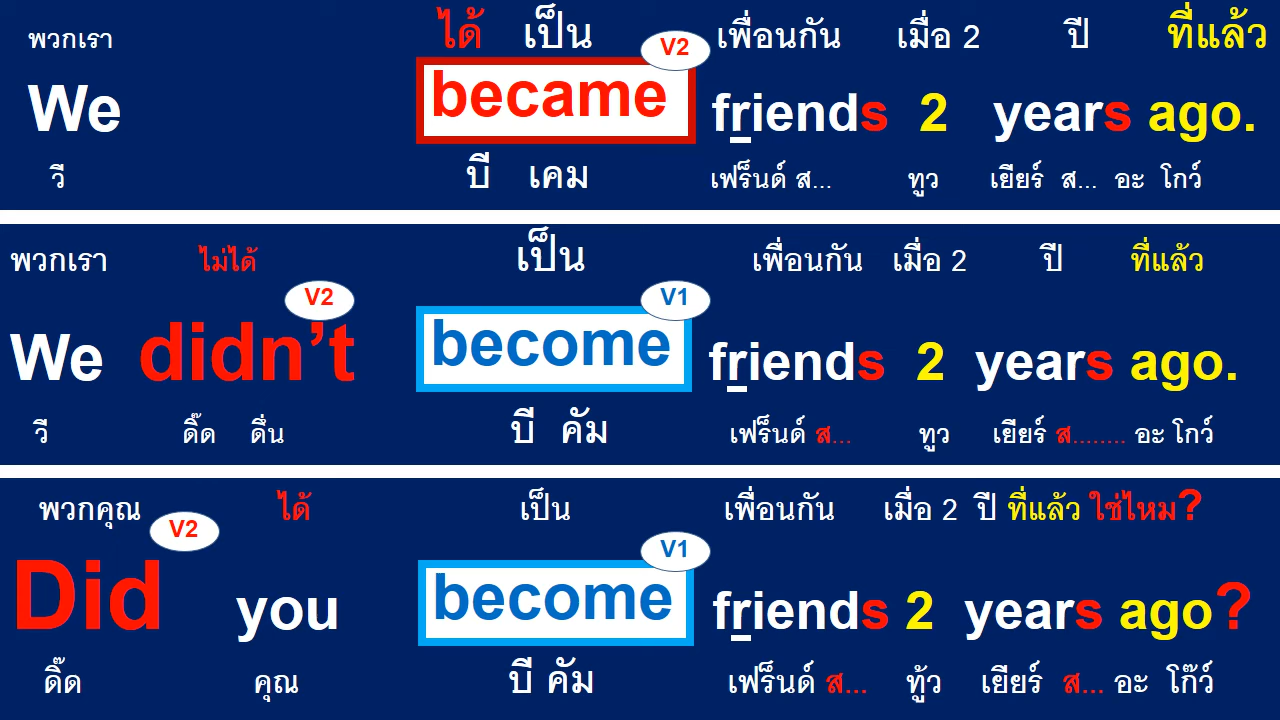 พวกเรา ได้ เป็น เพื่อนกัน เมื่อ 2 ปี ที่แล้ว
V2
We became friends 2 years ago.
วี บี เคม เฟร็นด์ ส... ทูว เยียร์ ส... อะ โกว์
พวกเรา ไม่ได้ เป็น เพื่อนกัน เมื่อ 2 ปี ที่แล้ว
V2 V1
We didn't become friends 2 years ago.
วี ดิ๊ด ดึ่น บี คัม เฟร็นด์ ส... ทูว เยียร์ ส........ อะ โกว์
พวกคุณ ได้ เป็น เพื่อนกัน เมื่อ 2 ปี ที่แล้ว ใช่ไหม?
V2 V1
Did you become friends 2 years ago?
ดิ๊ด คุณ บี คัม เฟร็นด์ ส... ทู้ว เยียร์ ส... อะ โก๊ว์